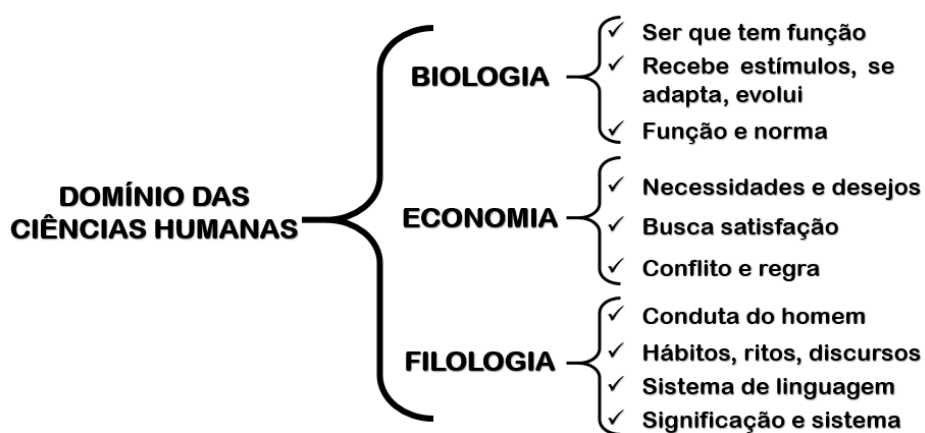 DOMÍNIO DAS
CIÊNCIAS HUMANAS
BIOLOGIA
Ser que tem função
Recebe estímulos, se
adapta, evolui
Função e norma
ECONOMIA
Necessidades e desejos
Busca satisfação
Conflito e regra
FILOLOGIA
Conduta do homem
Hábitos, ritos, discursos
Sistema de linguagem
Significação e sistema